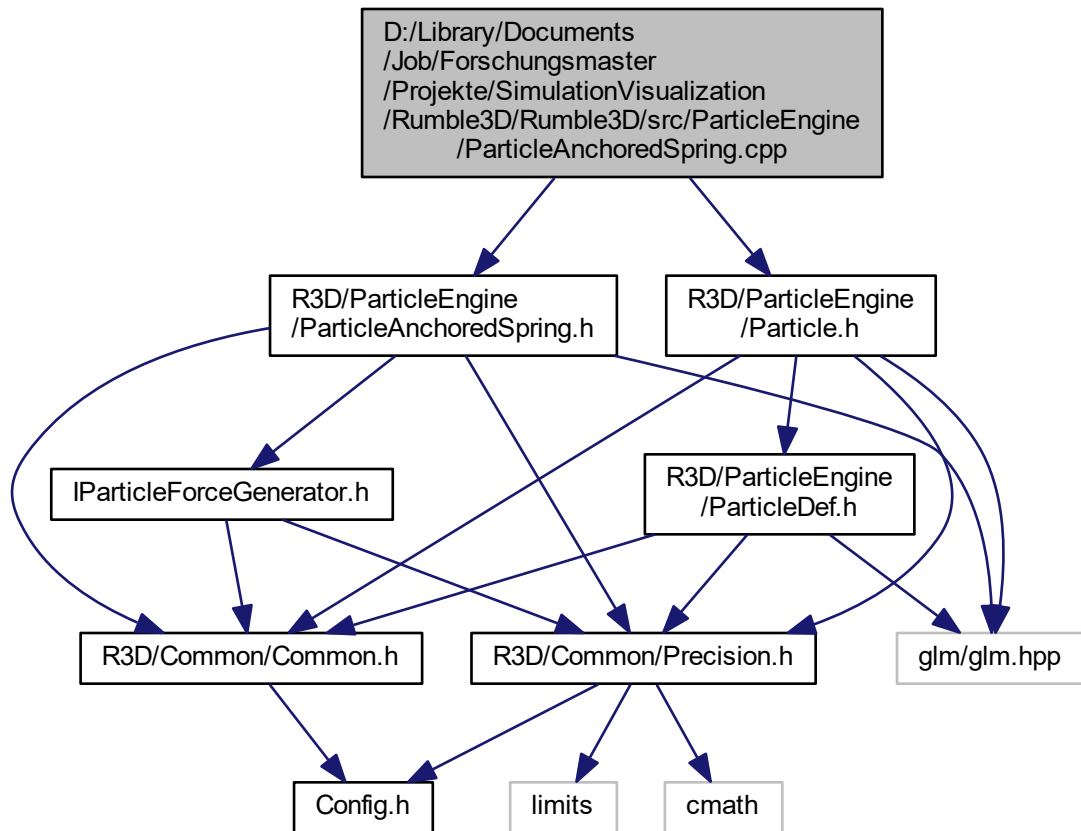 D:/Library/Documents
/Job/Forschungsmaster
/Projekte/SimulationVisualization
/Rumble3D/Rumble3D/src/ParticleEngine
/ParticleAnchoredSpring.cpp
R3D/ParticleEngine
/ParticleAnchoredSpring.h
R3D/ParticleEngine
/Particle.h
IParticleForceGenerator.h
R3D/ParticleEngine
/ParticleDef.h
R3D/Common/Common.h
R3D/Common/Precision.h
glm/glm.hpp
Config.h
limits
cmath